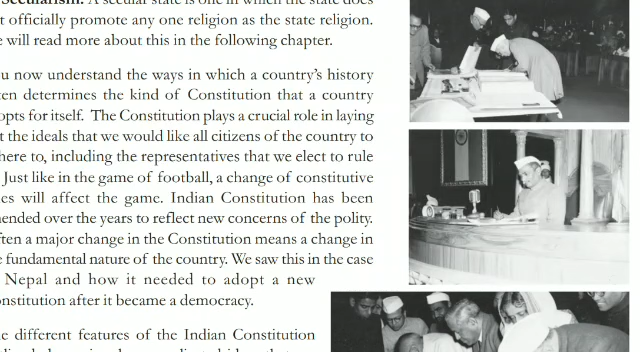 Secularism: A secular state is one in which the state does
t officially promote any one religion as the state religion.
e will read more about this in the following chapter.
u now understand the ways in which a country's history
ten determines the kind of Constitution that a country
opts for itself. The Constitution plays a crucial role in laying
t the ideals that we would like all citizens of the country to
here to, including the representatives that we elect to rule
Just like in the game of football, a change of constitutive
es will affect the game. Indian Constitution has been
ended over the years to reflect new concerns of the polity.
ften a major change in the Constitution means a change in
e fundamental nature of the country. We saw this in the case
Nepal and how it needed to adopt a new
onstitution after it became a democracy.
e different features of the Indian Constitution